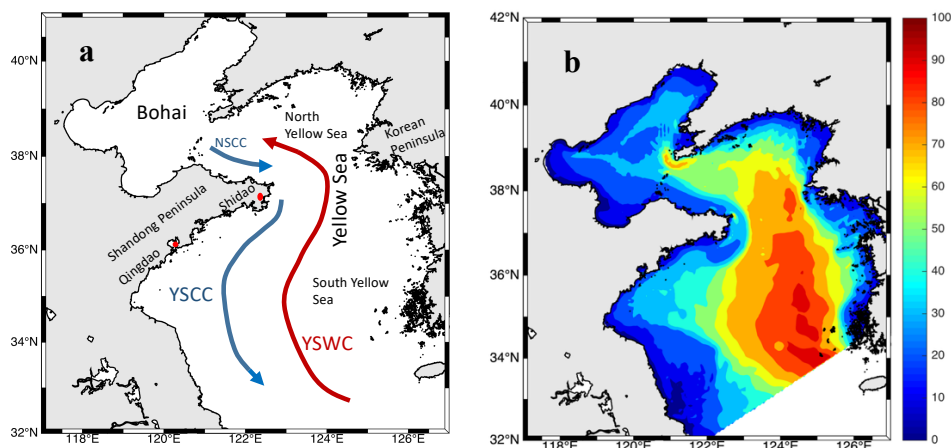 a
40°N
38°N
36°N
34°N
32°N
118°E
120°E
122°E
124°E
126°E
Bohai
North
Yellow Sea
Korean
Peninsula
NSCC
Yellow Sea
Shandong Peninsula
Shidao
Qingdao
YSCC
South Yellow
Sea
YSWC
b
42°N
40°N
38°N
36°N
34°N
32°N
118°E
120°E
122°E
124°E
126°E
100
90
80
70
60
50
40
30
20
10
0